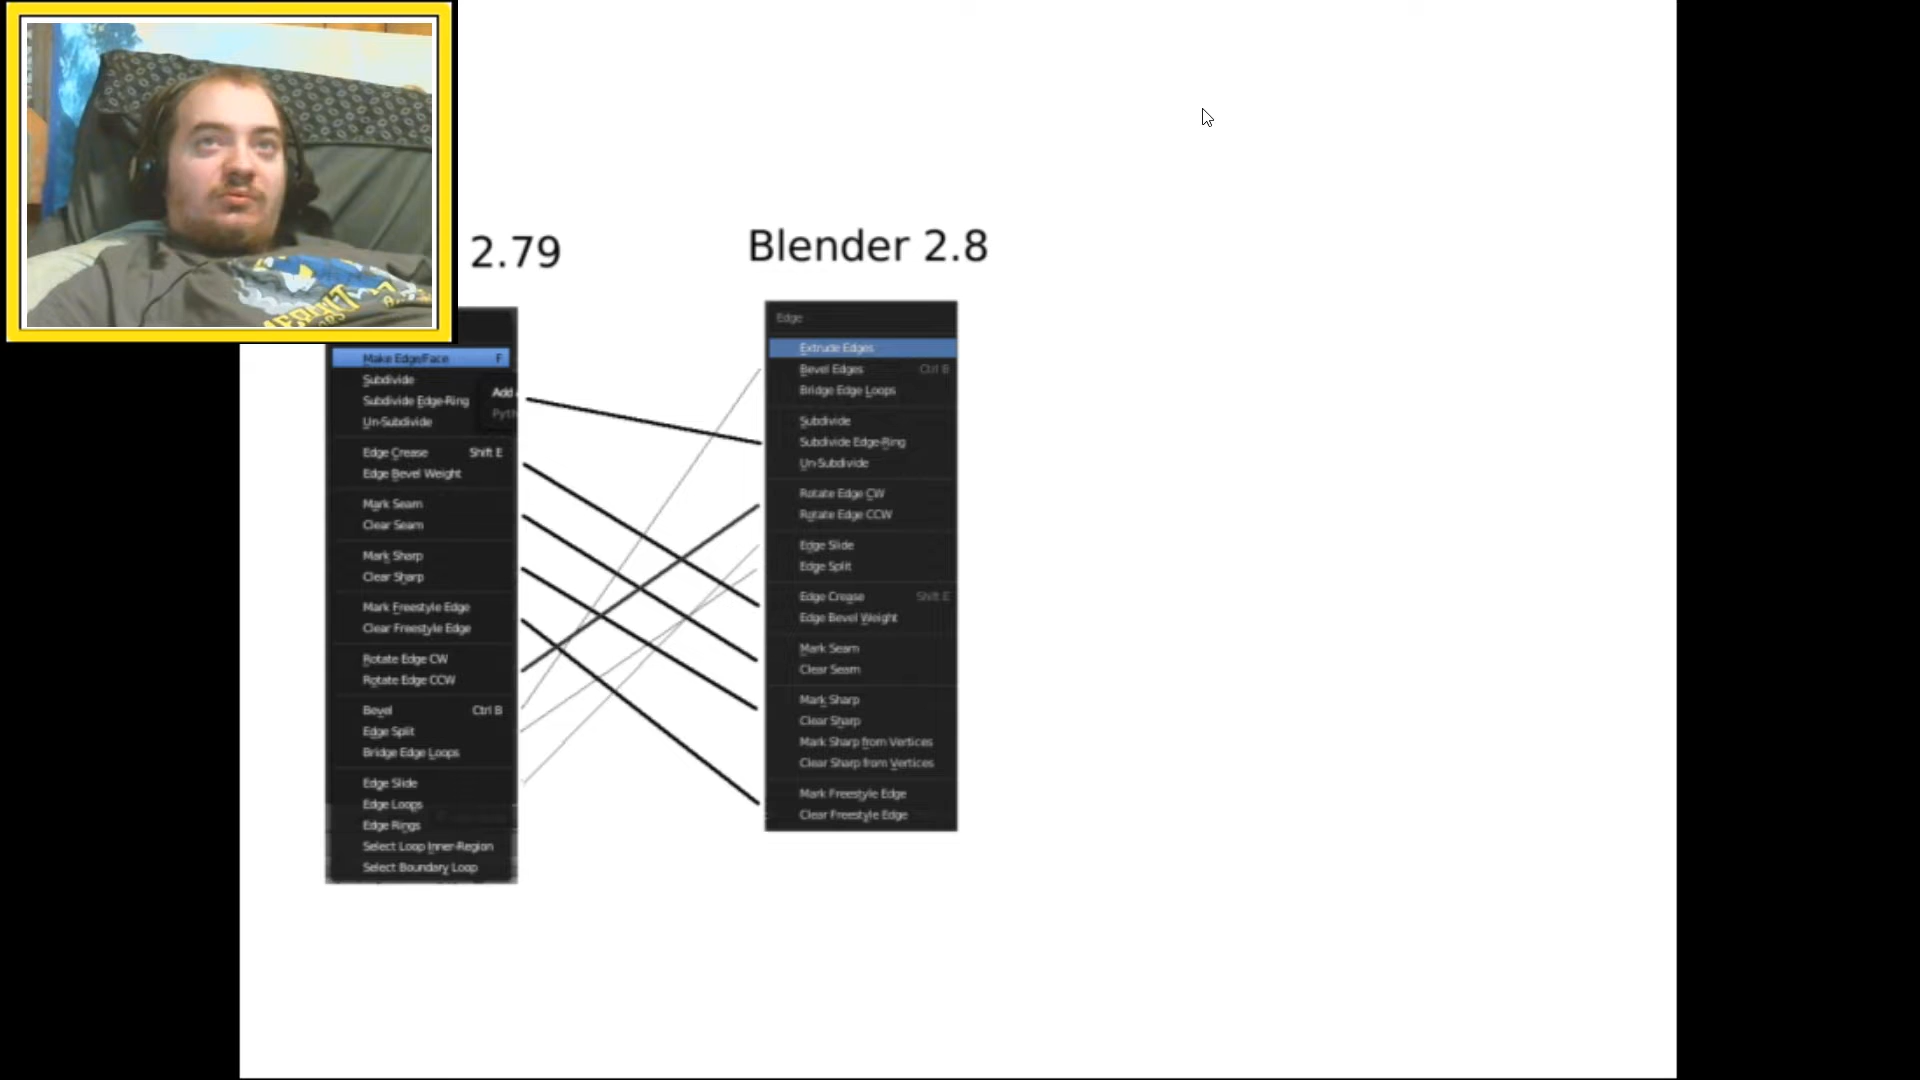 2.79
Make Edge/Face F
Subdivide
Subdivide Edge-Ring
Un-Subdivide
Add
Edge Crease Shift E
Edge Bevel Weight
Mark Seam
Clear Seam
Mark Sharp
Clear Sharp
Mark Freestyle Edge
Clear Freestyle Edge
Rotate Edge CW
Rotate Edge CCW
Bevel Ctrl B
Edge Split
Bridge Edge Loops
Edge Slide
Edge Loops
Edge Rings
Select Loop Inner-Region
Select Boundary Loop
Blender 2.8
Edge
Extrude Edges
Bevel Edges Ctrl B
Bridge Edge Loops
Subdivide
Subdivide Edge-Ring
Un-Subdivide
Rotate Edge CW
Rotate Edge CCW
Edge Slide
Edge Split
Edge Crease Shift E
Edge Bevel Weight
Mark Seam
Clear Seam
Mark Sharp
Clear Sharp
Mark Sharp from Vertices
Clear Sharp from Vertices
Mark Freestyle Edge
Clear Freestyle Edge